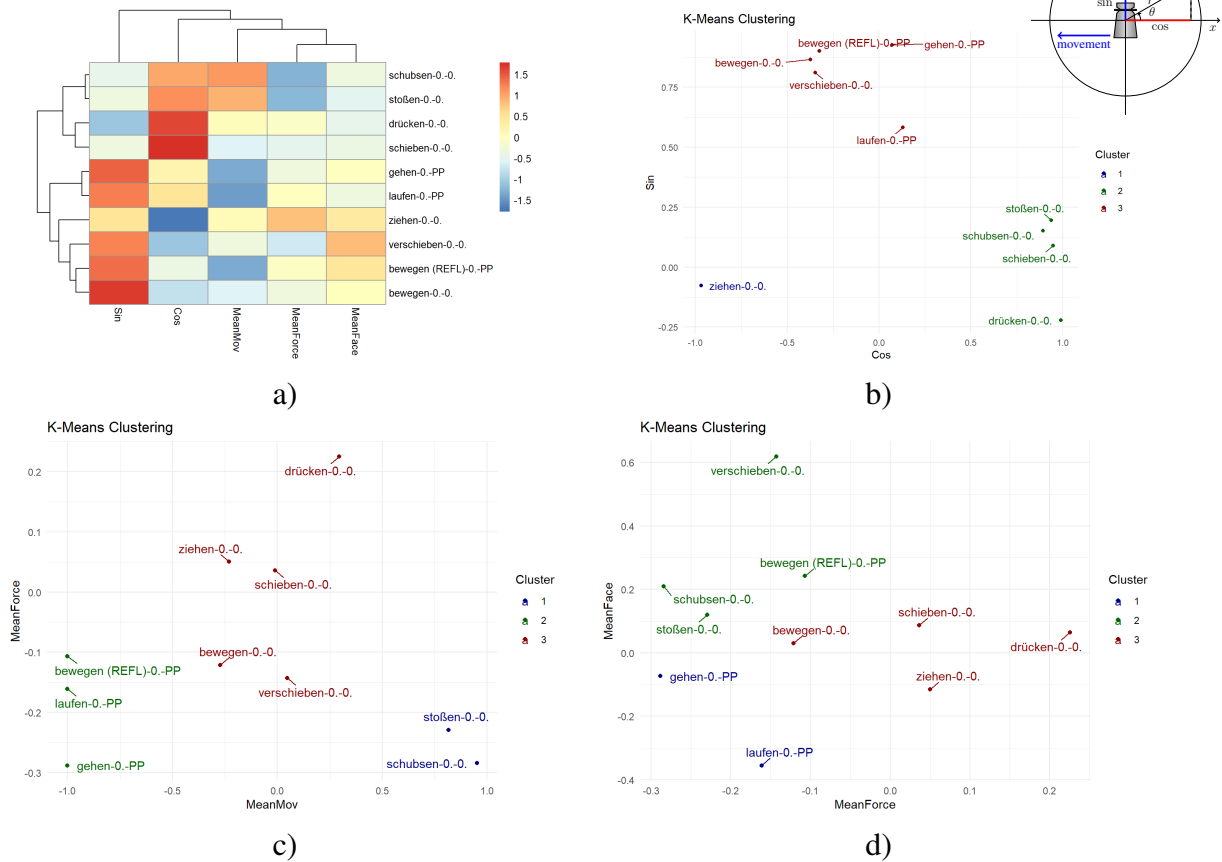 schubsen-0.-0.
stoßen-0.-0.
drücken-0.-0.
schieben-0.-0.
gehen-0.-PP
laufen-0.-PP
ziehen-0.-0.
verschieben-0.-0.
bewegen (REFL)-0.-PP
bewegen-0.-0.
1.5
1
0.5
0
-0.5
-1
-1.5
Sin
Cos
MeanMov
MeanForce
MeanFace
a)
K-Means Clustering
bewegen (REFL)-0.-PP
gehen-0.-PP
bewegen-0.-0.
verschieben-0.-0.
laufen-0.-PP
stoßen-0.-0.
schubsen-0.-0.
schieben-0.-0.
ziehen-0.-0.
drücken-0.-0.
0.75
0.50
0.25
0.00
-0.25
Sin
-1.0
-0.5
0.0
0.5
1.0
Cos
Cluster
1
2
3
sin
θ
cos
x
movement
b)
K-Means Clustering
drücken-0.-0.
ziehen-0.-0.
schieben-0.-0.
bewegen-0.-0.
bewegen (REFL)-0.-PP
verschieben-0.-0.
laufen-0.-PP
stoßen-0.-0.
gehen-0.-PP
schubsen-0.-0.
0.2
0.1
0.0
-0.1
-0.2
-0.3
MeanForce
-1.0
-0.5
0.0
0.5
1.0
MeanMov
Cluster
1
2
3
c)
K-Means Clustering
verschieben-0.-0.
bewegen (REFL)-0.-PP
schubsen-0.-0.
schieben-0.-0.
stoßen-0.-0.
bewegen-0.-0.
drücken-0.-0.
gehen-0.-PP
ziehen-0.-0.
laufen-0.-PP
0.6
0.4
0.2
0.0
-0.2
-0.4
MeanFace
-0.3
-0.2
-0.1
0.0
0.1
0.2
MeanForce
Cluster
1
2
3
d)